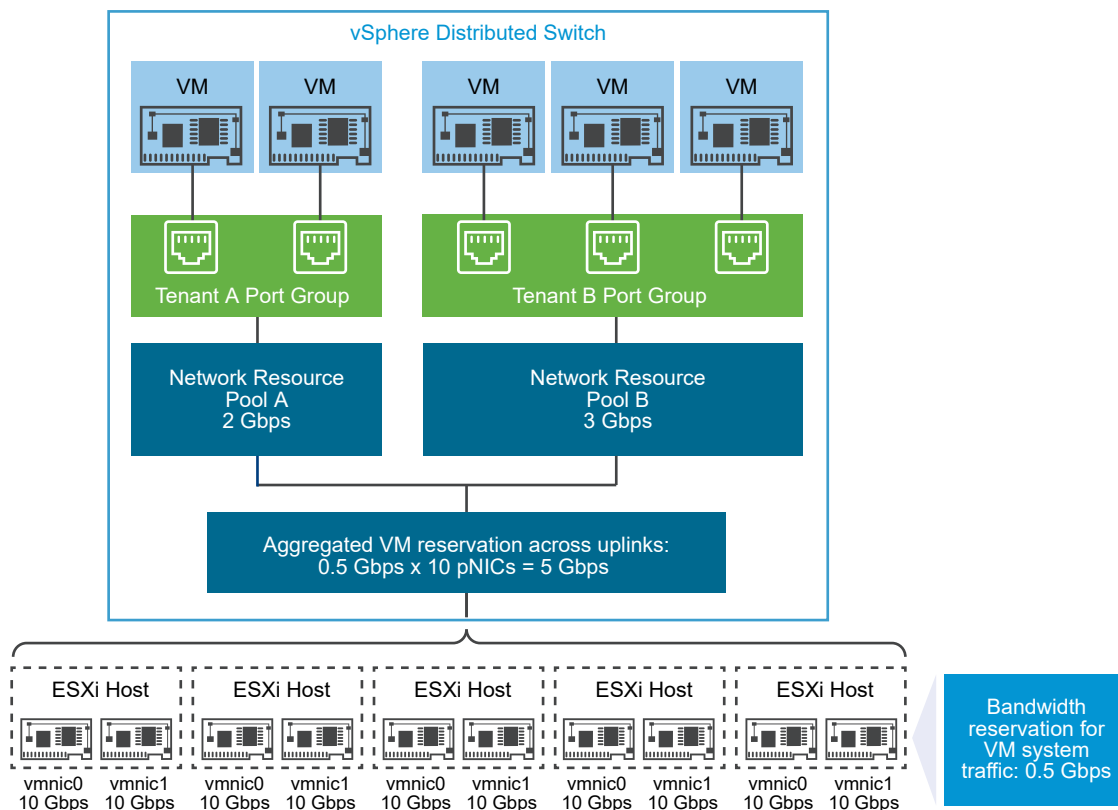 vSphere Distributed Switch
VM
VM
VM
VM
VM
Tenant A Port Group
Tenant B Port Group
Network Resource
Pool A
2 Gbps
Network Resource
Pool B
3 Gbps
Aggregated VM reservation across uplinks:
0.5 Gbps x 10 pNICs = 5 Gbps
ESXi Host
ESXi Host
ESXi Host
ESXi Host
ESXi Host
vmnic0
10 Gbps
vmnic1
10 Gbps
vmnic0
10 Gbps
vmnic1
10 Gbps
vmnic0
10 Gbps
vmnic1
10 Gbps
vmnic0
10 Gbps
vmnic1
10 Gbps
vmnic0
10 Gbps
vmnic1
10 Gbps
Bandwidth
reservation for
VM system
traffic: 0.5 Gbps